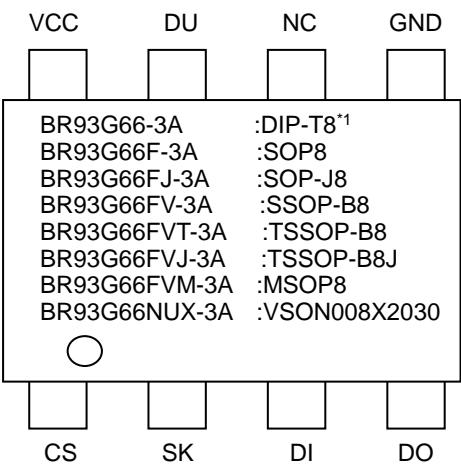 VCC DU NC GND
BR93G66-3A :DIP-T8*1
BR93G66F-3A :SOP8
BR93G66FJ-3A :SOP-J8
BR93G66FV-3A :SSOP-B8
BR93G66FVT-3A :TSSOP-B8
BR93G66FVJ-3A :TSSOP-B8J
BR93G66FVM-3A :MSOP8
BR93G66NUX-3A :VSON008X2030
CS SK DI DO